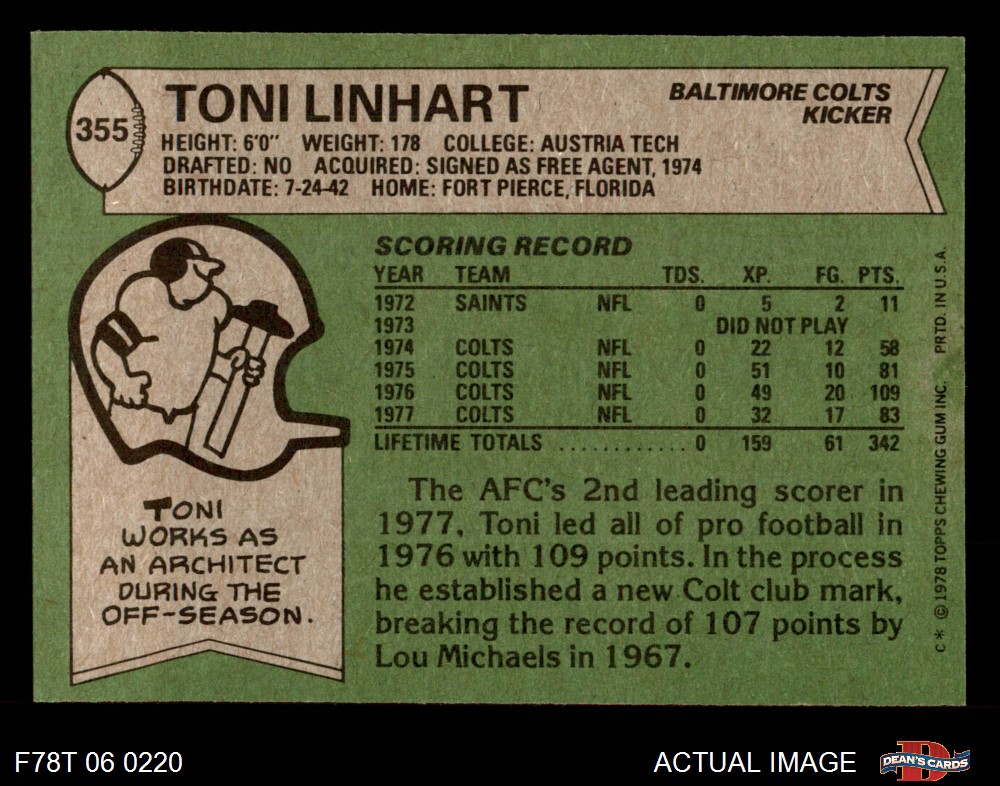 355
TONI LINHART
BALTIMORE COLTS
KICKER
HEIGHT: 6'0" WEIGHT: 178 COLLEGE: AUSTRIA TECH
DRAFTED: NO ACQUIRED: SIGNED AS FREE AGENT, 1974
BIRTHDATE: 7-24-42 HOME: FORT PIERCE, FLORIDA
SCORING RECORD
YEAR TEAM TDS. XP. FG. PTS.
1972 SAINTS NFL 0 5 2 11
1973 DID NOT PLAY
1974 COLTS NFL 0 22 12 58
1975 COLTS NFL 0 51 10 81
1976 COLTS NFL 0 49 20 109
1977 COLTS NFL 0 32 17 83
LIFETIME TOTALS ............ 0 159 61 342
The AFC's 2nd leading scorer in
1977, Toni led all of pro football in
1976 with 109 points. In the process
he established a new Colt club mark,
breaking the record of 107 points by
Lou Michaels in 1967.
TONI
WORKS AS
AN ARCHITECT
DURING THE
OFF-SEASON.
C* © 1978 TOPPS CHEWING GUM INC. PRTD. IN U.S.A.
F78T 06 0220
ACTUAL IMAGE
D
DEAN'S CARDS